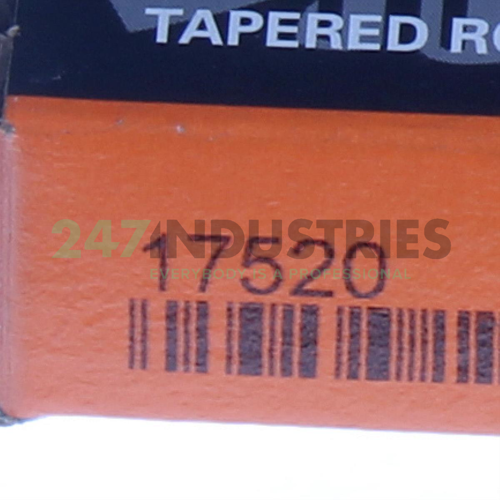 TAPERED RO
247INDUSTRIES
17520
EVERYBODY IS A PROFESSIONAL